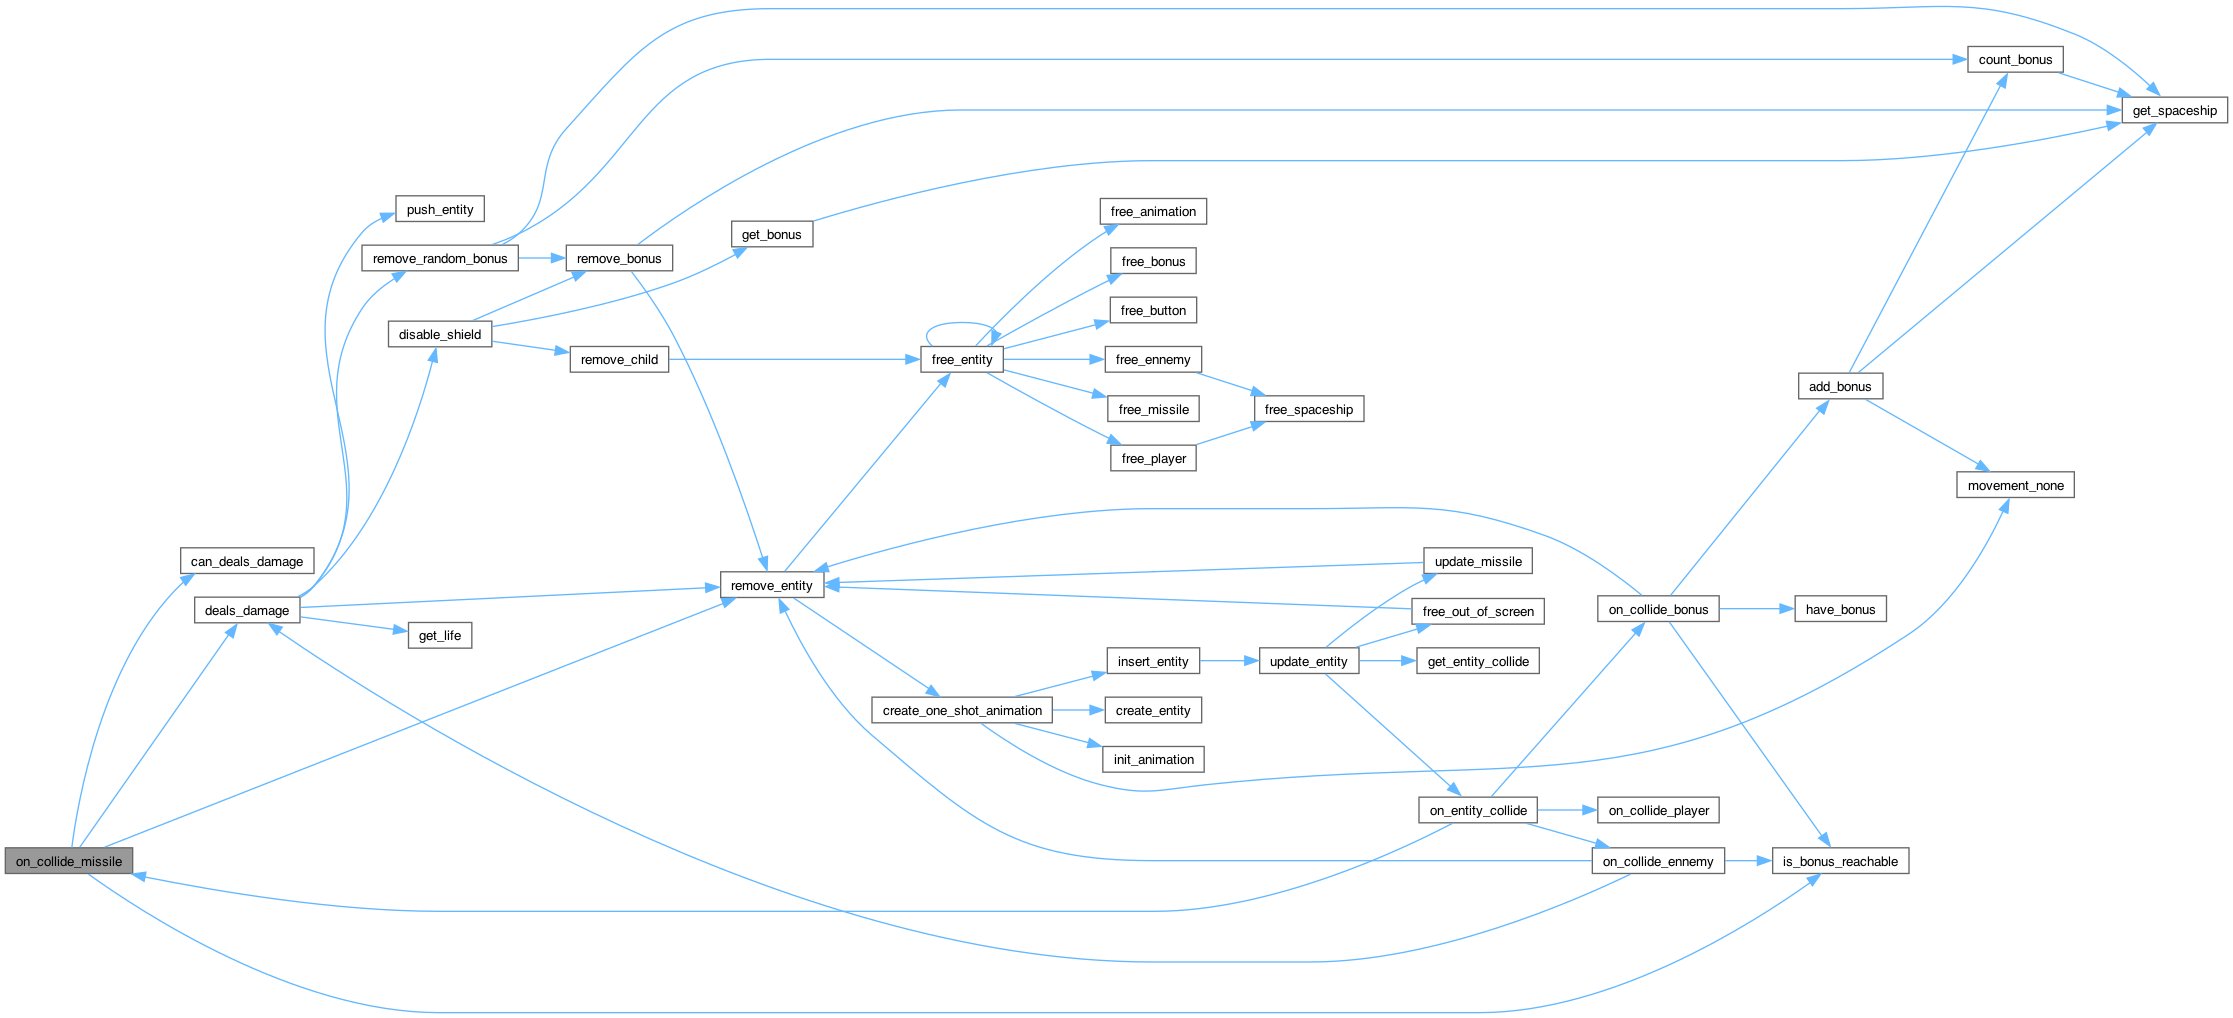 on_collide_missile
can_deals_damage
deals_damage
push_entity
remove_random_bonus
disable_shield
get_life
remove_bonus
remove_child
get_bonus
remove_entity
free_entity
create_one_shot_animation
free_animation
free_bonus
free_button
free_ennemy
free_missile
free_player
free_spaceship
insert_entity
create_entity
init_animation
update_entity
update_missile
free_out_of_screen
get_entity_collide
on_entity_collide
on_collide_bonus
on_collide_player
on_collide_ennemy
add_bonus
have_bonus
is_bonus_reachable
count_bonus
movement_none
get_spaceship